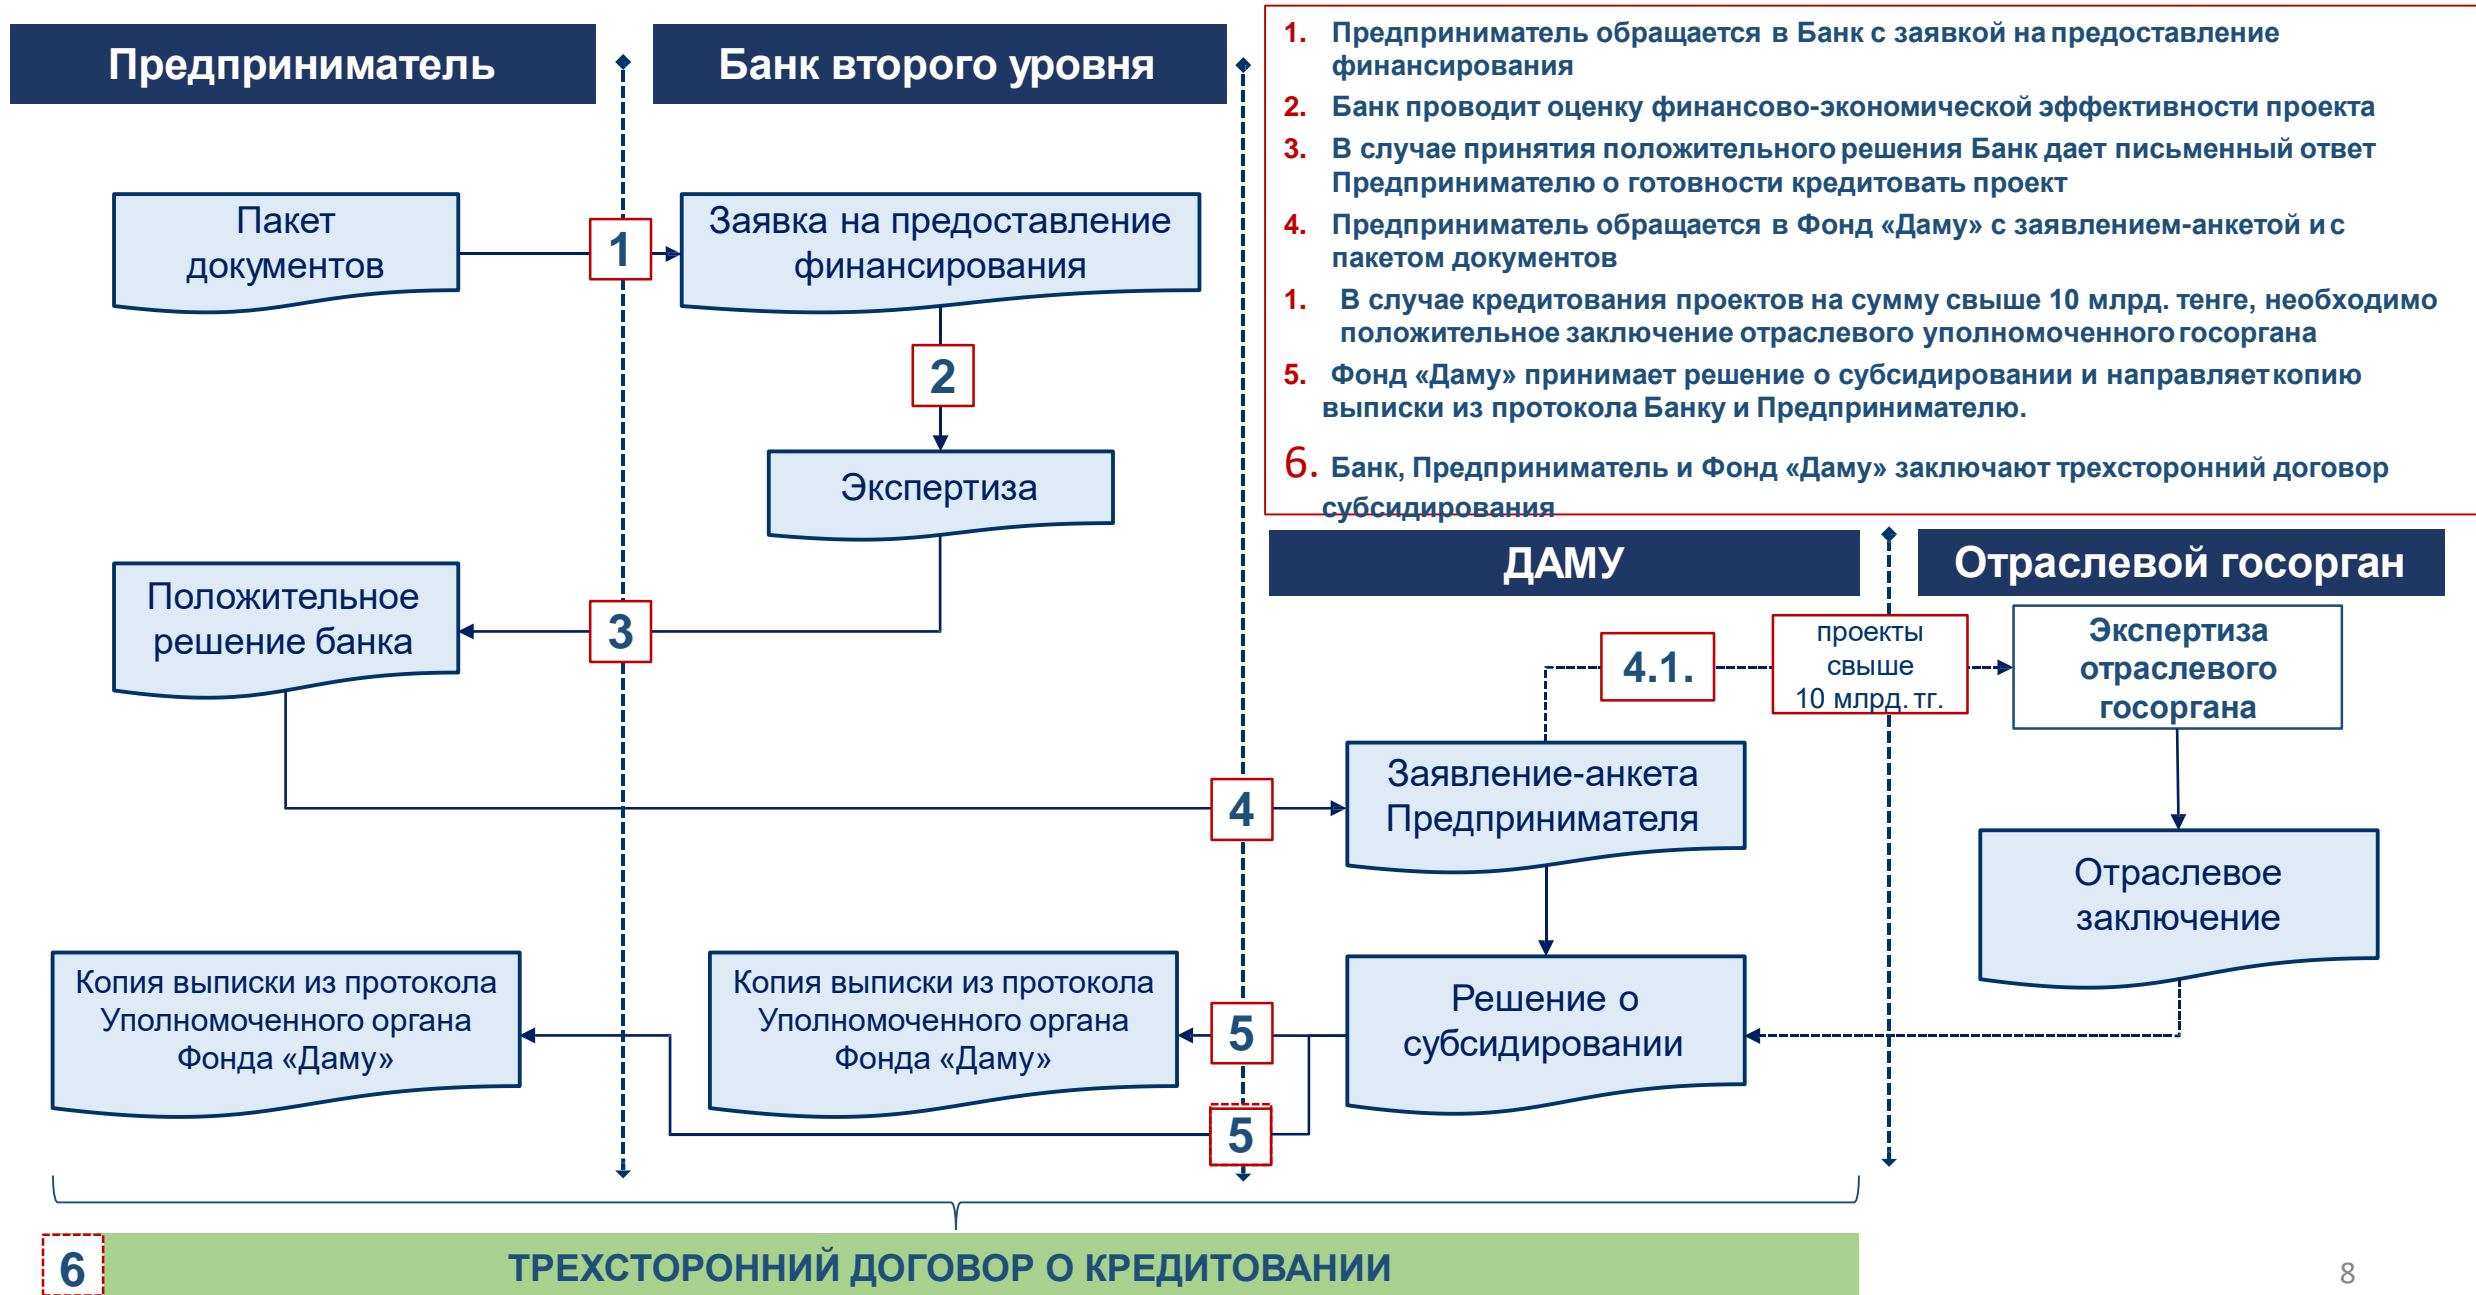 Предприниматель
Банк второго уровня
1. Предприниматель обращается в Банк с заявкой на предоставление
финансирования
2. Банк проводит оценку финансово-экономической эффективности проекта
3. В случае принятия положительного решения Банк дает письменный ответ
Предпринимателю о готовности кредитовать проект
4. Предприниматель обращается в Фонд «Даму» с заявлением-анкетой и с
пакетом документов
1. В случае кредитования проектов на сумму свыше 10 млрд. тенге, необходимо
положительное заключение отраслевого уполномоченного госоргана
5. Фонд «Даму» принимает решение о субсидировании и направляет копию
выписки из протокола Банку и Предпринимателю.
6. Банк, Предприниматель и Фонд «Даму» заключают трехсторонний договор
субсидирования
Пакет
документов
1
Заявка на предоставление
финансирования
2
Экспертиза
Положительное
решение банка
3
ДАМУ
Отраслевой госорган
4.1.
проекты
свыше
10 млрд. тг.
Экспертиза
отраслевого
госоргана
4
Заявление-анкета
Предпринимателя
Отраслевое
заключение
Копия выписки из протокола
Уполномоченного органа
Фонда «Даму»
Копия выписки из протокола
Уполномоченного органа
Фонда «Даму»
5
Решение о
субсидировании
5
6
ТРЕХСТОРОННИЙ ДОГОВОР О КРЕДИТОВАНИИ
8